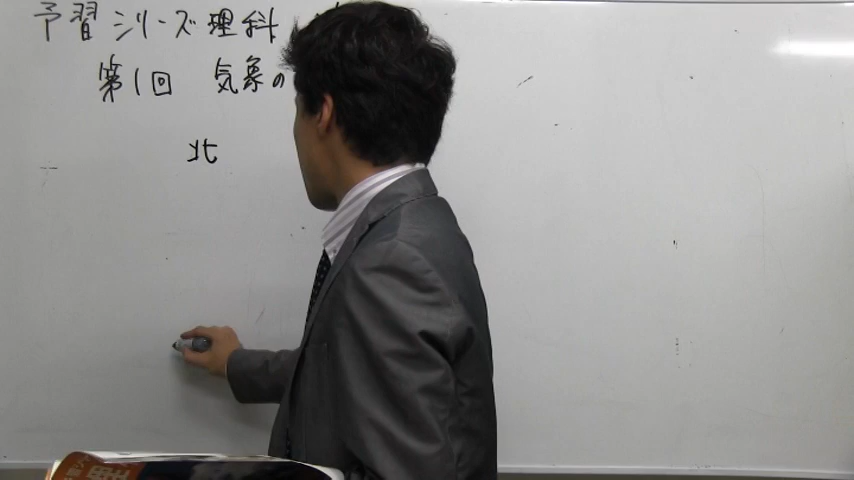 予習シリーズ理科
第1回 気象の
北